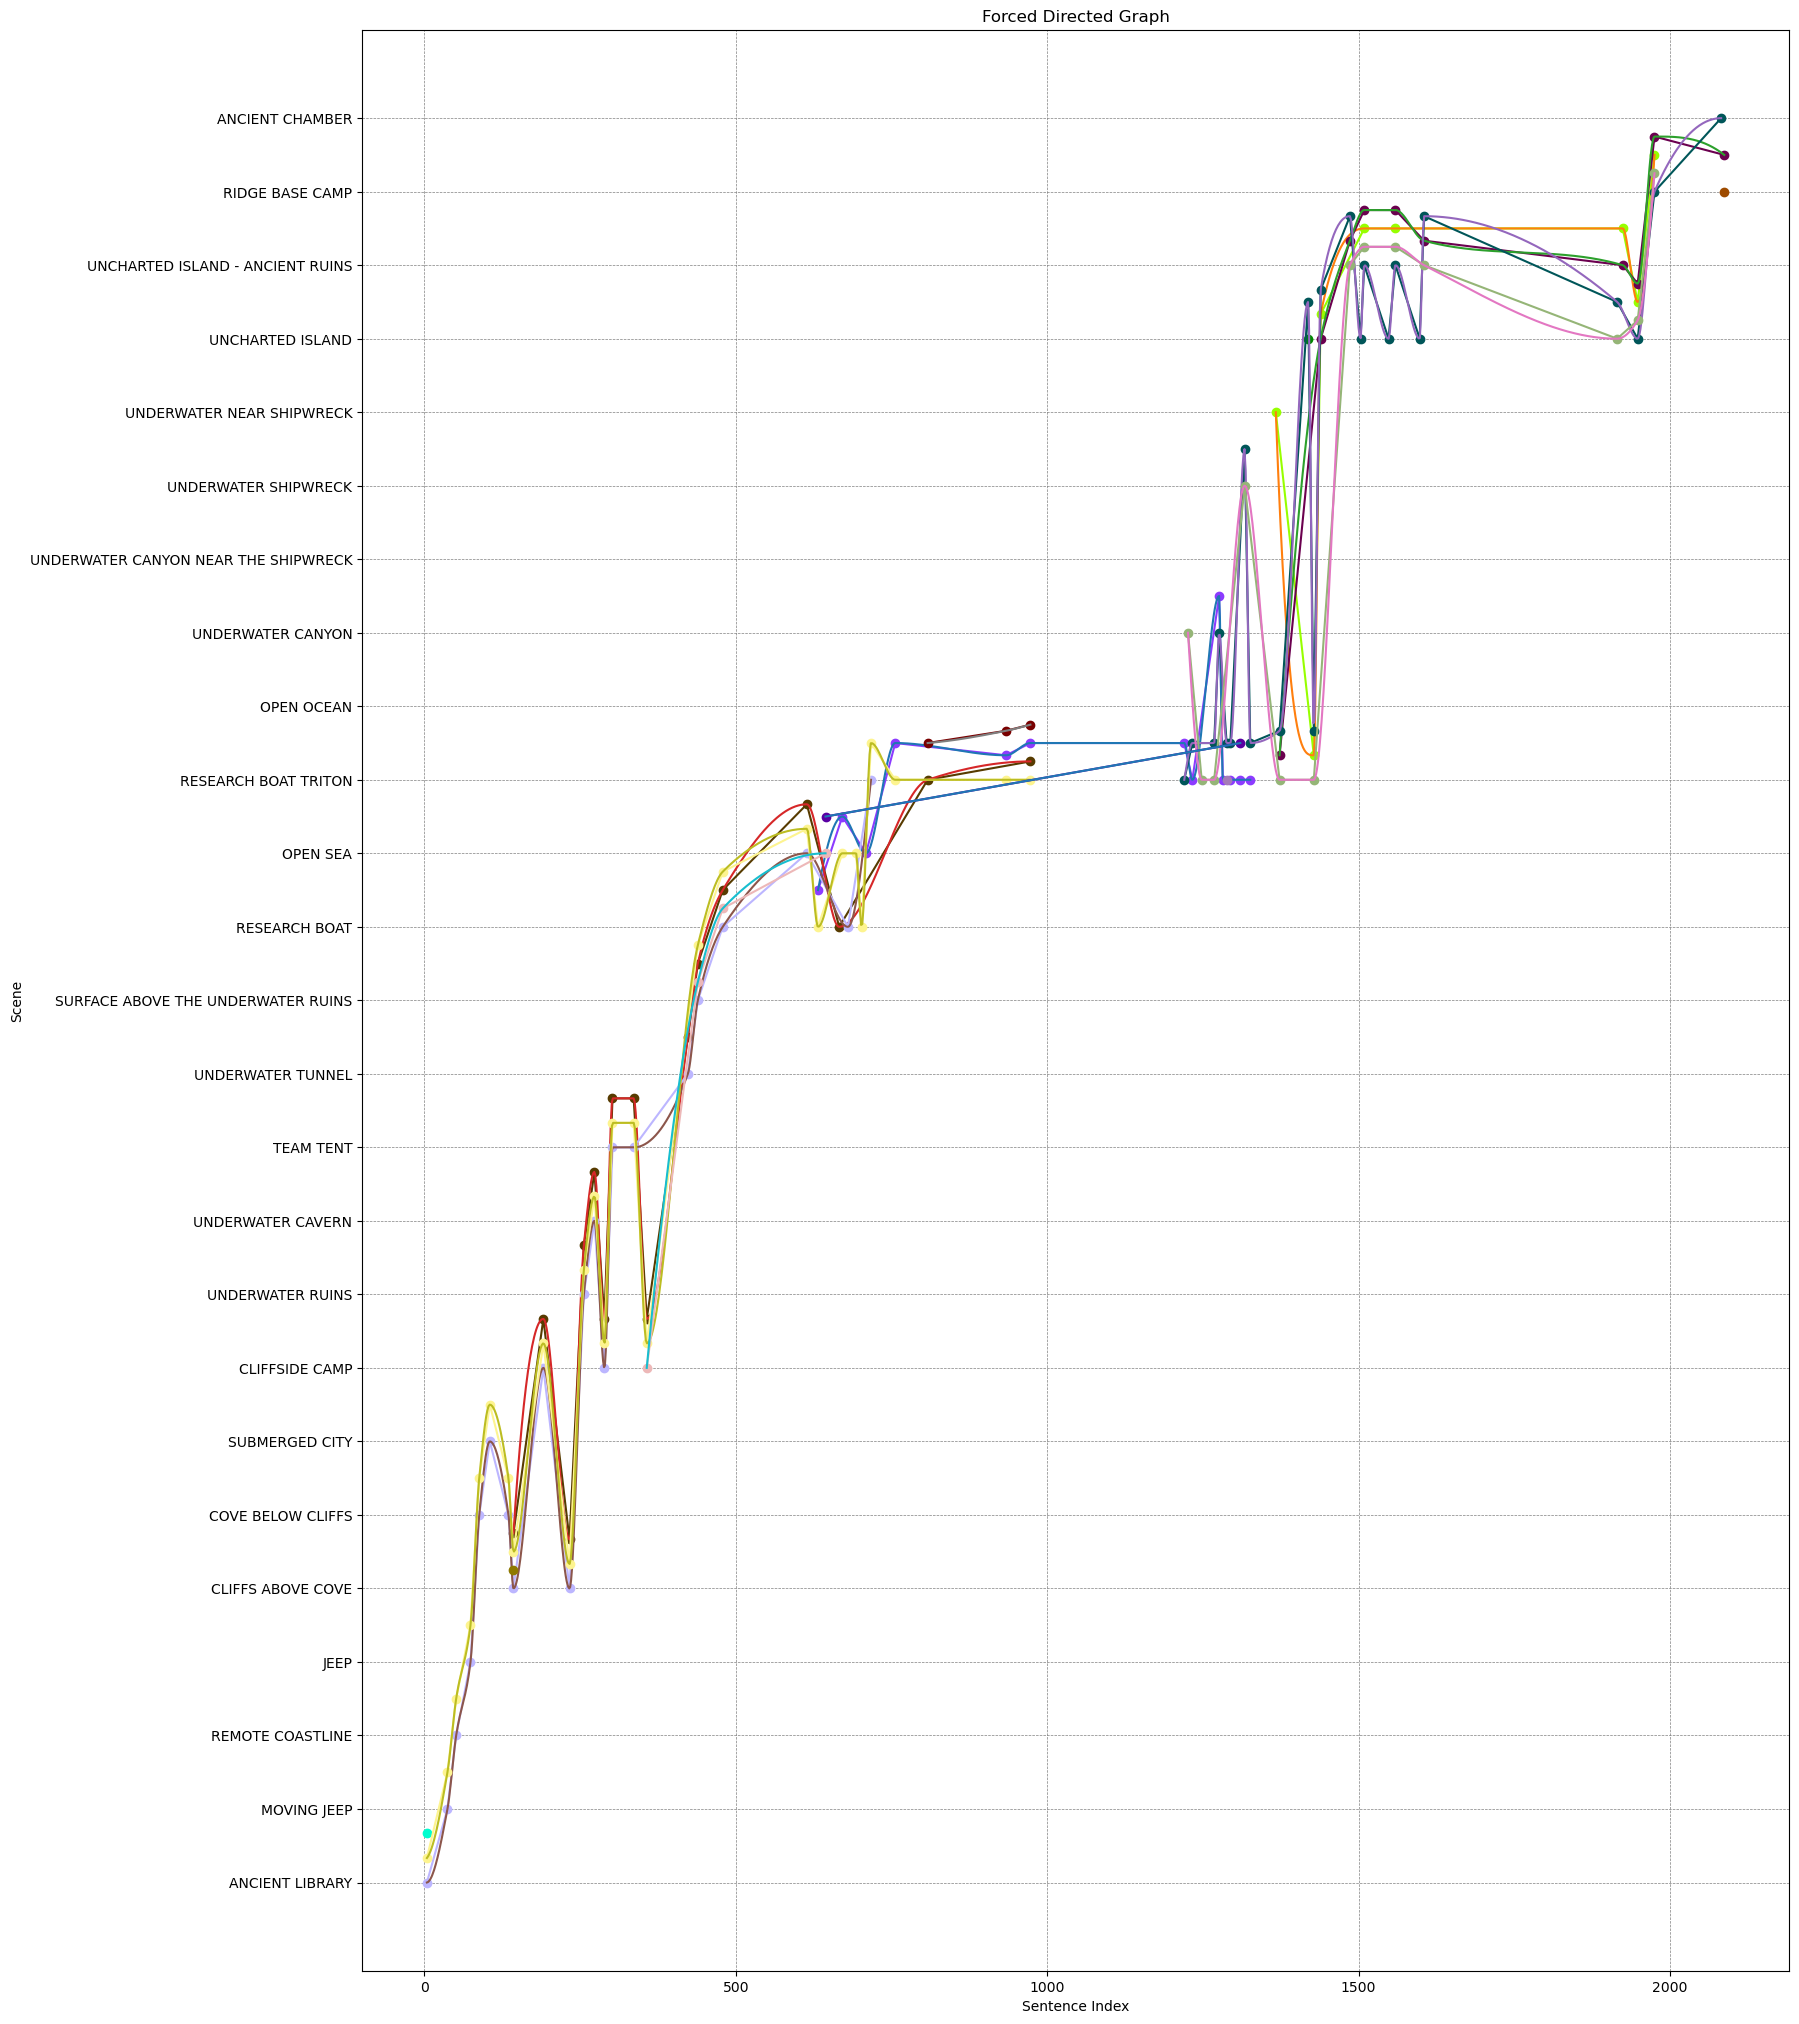 Forced Directed Graph
ANCIENT CHAMBER
RIDGE BASE CAMP
UNCHARTED ISLAND - ANCIENT RUINS
UNCHARTED ISLAND
UNDERWATER NEAR SHIPWRECK
UNDERWATER SHIPWRECK
UNDERWATER CANYON NEAR THE SHIPWRECK
UNDERWATER CANYON
OPEN OCEAN
RESEARCH BOAT TRITON
OPEN SEA
RESEARCH BOAT
SURFACE ABOVE THE UNDERWATER RUINS
UNDERWATER TUNNEL
TEAM TENT
UNDERWATER CAVERN
UNDERWATER RUINS
CLIFFSIDE CAMP
SUBMERGED CITY
COVE BELOW CLIFFS
CLIFFS ABOVE COVE
JEEP
REMOTE COASTLINE
MOVING JEEP
ANCIENT LIBRARY
Scene
0 500 1000 1500 2000
Sentence Index